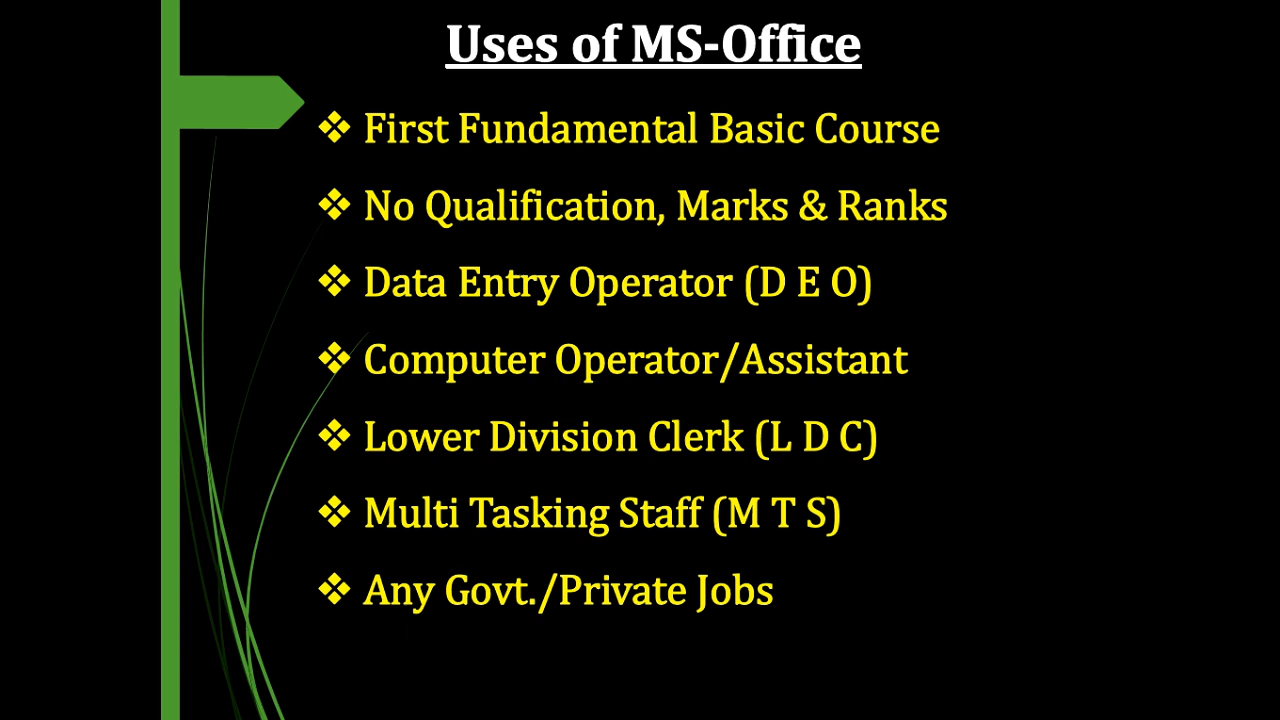 Uses of MS-Office
❖ First Fundamental Basic Course
❖ No Qualification, Marks & Ranks
❖ Data Entry Operator (D E O)
❖ Computer Operator/Assistant
❖ Lower Division Clerk (L D C)
❖ Multi Tasking Staff (M T S)
❖ Any Govt./Private Jobs